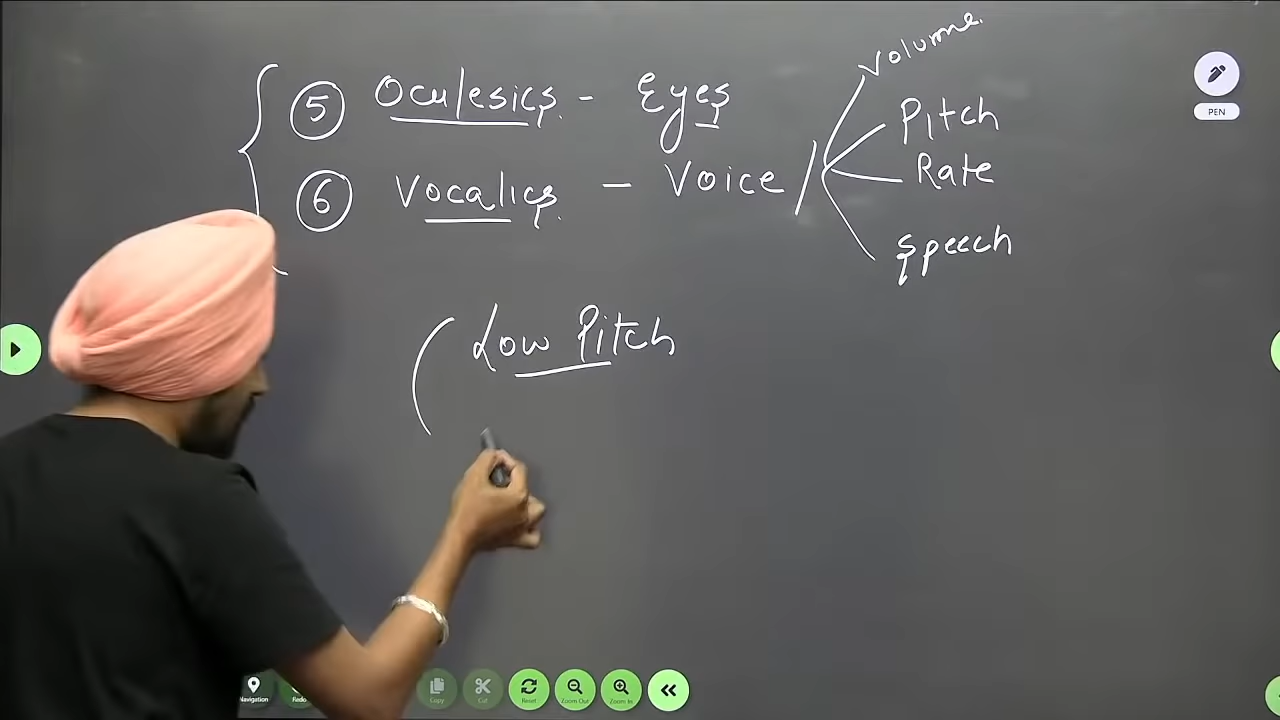 ⑤ Oculesics - Eyes
⑥ Vocalics - Voice /
Volume
Pitch
Rate
Speech
Low Pitch
PEN
Navigation
Redo
Copy
Cut
Reset
Zoom Out
Zoom In